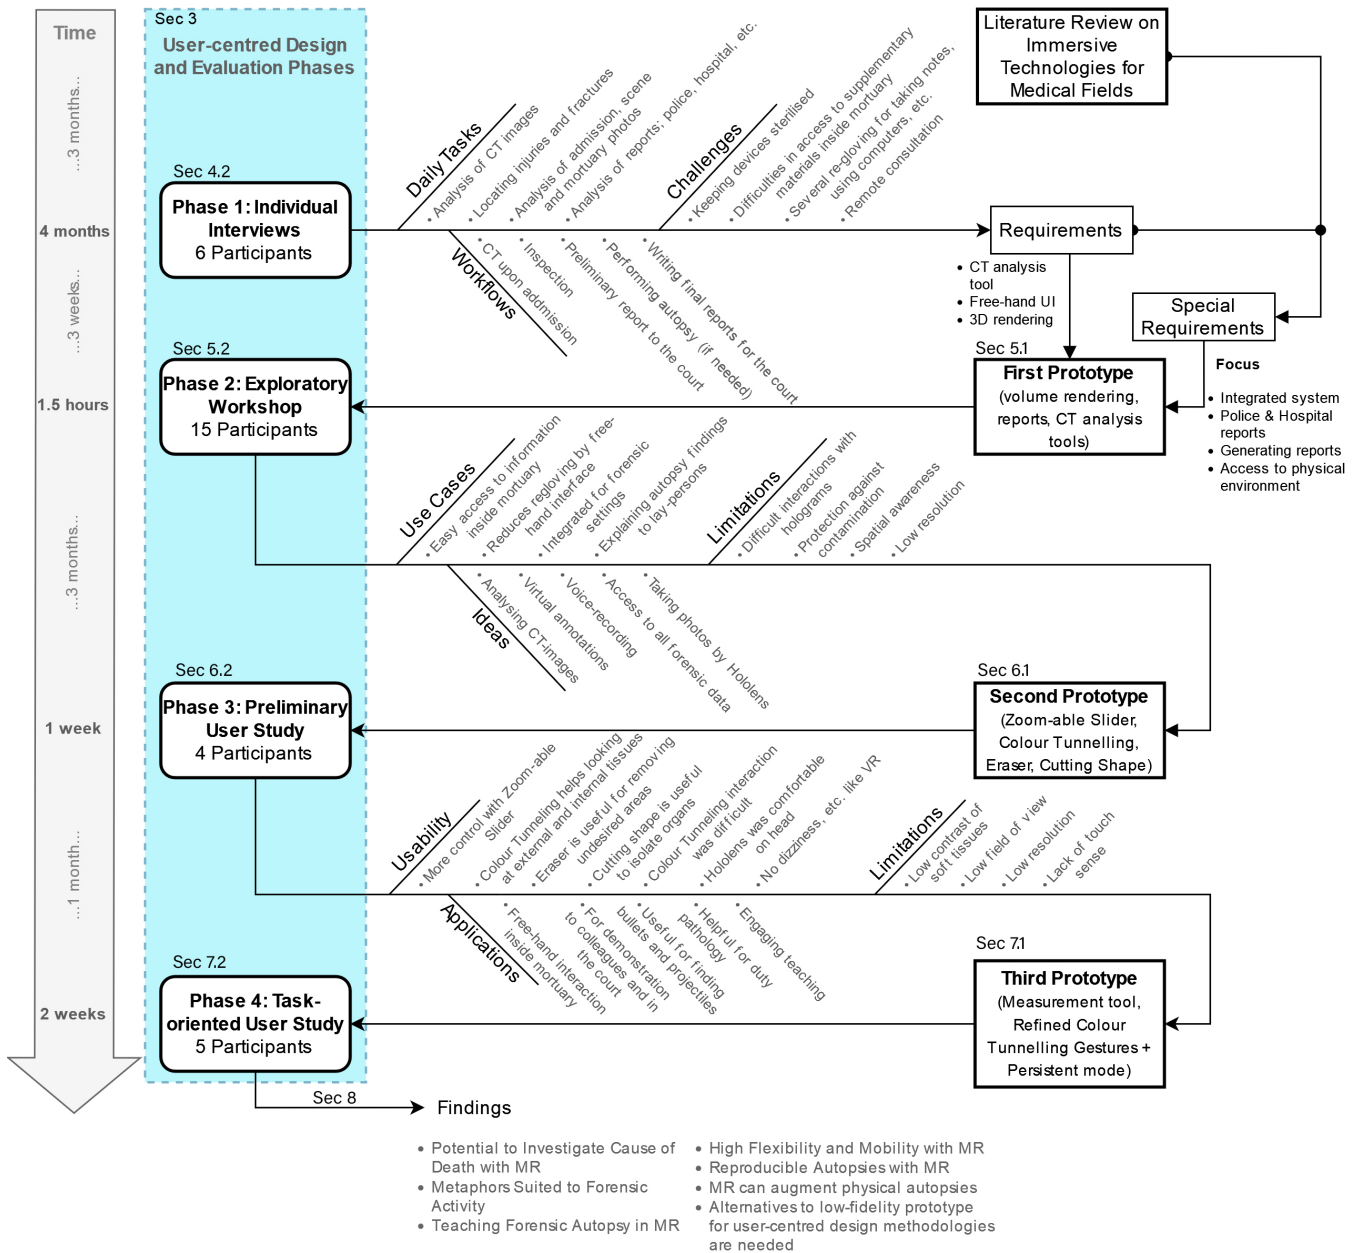 Time
...3 months...
4 months
...3 weeks...
1.5 hours
...3 months...
1 week
...1 month...
2 weeks
Sec 3
User-centred Design
and Evaluation Phases
Sec 4.2
Phase 1: Individual
Interviews
6 Participants
Daily Tasks
• Analysis of CT images
• Locating injuries and fractures
• Analysis of admission, scene
and mortuary photos
• Analysis of reports; police, hospital, etc.
Challenges
• Keeping devices sterilised
• Difficulties in access to supplementary
materials inside mortuary
• Several re-gloving for taking notes,
using computers, etc.
• Remote consultation
Workflows
• CT upon addmission
• Inspection
• Preliminary report to the court
• Performing autopsy (if needed)
• Writing final reports for the court
Literature Review on
Immersive
Technologies for
Medical Fields
Requirements
• CT analysis
tool
• Free-hand UI
• 3D rendering
Special
Requirements
Focus
• Integrated system
• Police & Hospital
reports
• Generating reports
• Access to physical
environment
Sec 5.1
First Prototype
(volume rendering,
reports, CT analysis
tools)
Sec 5.2
Phase 2: Exploratory
Workshop
15 Participants
Use Cases
• Easy access to information
inside mortuary
• Reduces regloving by free-
hand interface
• Integrated for forensic
settings
• Explaining autopsy findings
to lay-persons
Limitations
• Difficult interactions with
holograms
• Protection against
contamination
• Spatial awareness
• Low resolution
Ideas
• Analysing CT-images
• Virtual annotations
• Voice-recording
• Access to all forensic data
• Taking photos by Hololens
Sec 6.1
Second Prototype
(Zoom-able Slider,
Colour Tunnelling,
Eraser, Cutting Shape)
Sec 6.2
Phase 3: Preliminary
User Study
4 Participants
Usability
• More control with Zoom-able
Slider
• Colour Tunneling helps looking
at external and internal tissues
• Eraser is useful for removing
undesired areas
• Cutting shape is useful
to isolate organs
• Colour Tunneling interaction
was difficult
• Hololens was comfortable
on head
• No dizziness, etc. like VR
Limitations
• Low contrast of
soft tissues
• Low field of view
• Low resolution
• Lack of touch
sense
Applications
• Free-hand interaction
inside mortuary
• For demonstration
to colleagues and in
the court
• Useful for finding
bullets and projectiles
• Helpful for duty
pathology
• Engaging teaching
Sec 7.1
Third Prototype
(Measurement tool,
Refined Colour
Tunnelling Gestures +
Persistent mode)
Sec 7.2
Phase 4: Task-
oriented User Study
5 Participants
Sec 8
Findings
• Potential to Investigate Cause of
Death with MR
• Metaphors Suited to Forensic
Activity
• Teaching Forensic Autopsy in MR
• High Flexibility and Mobility with MR
• Reproducible Autopsies with MR
• MR can augment physical autopsies
• Alternatives to low-fidelity prototype
for user-centred design methodologies
are needed